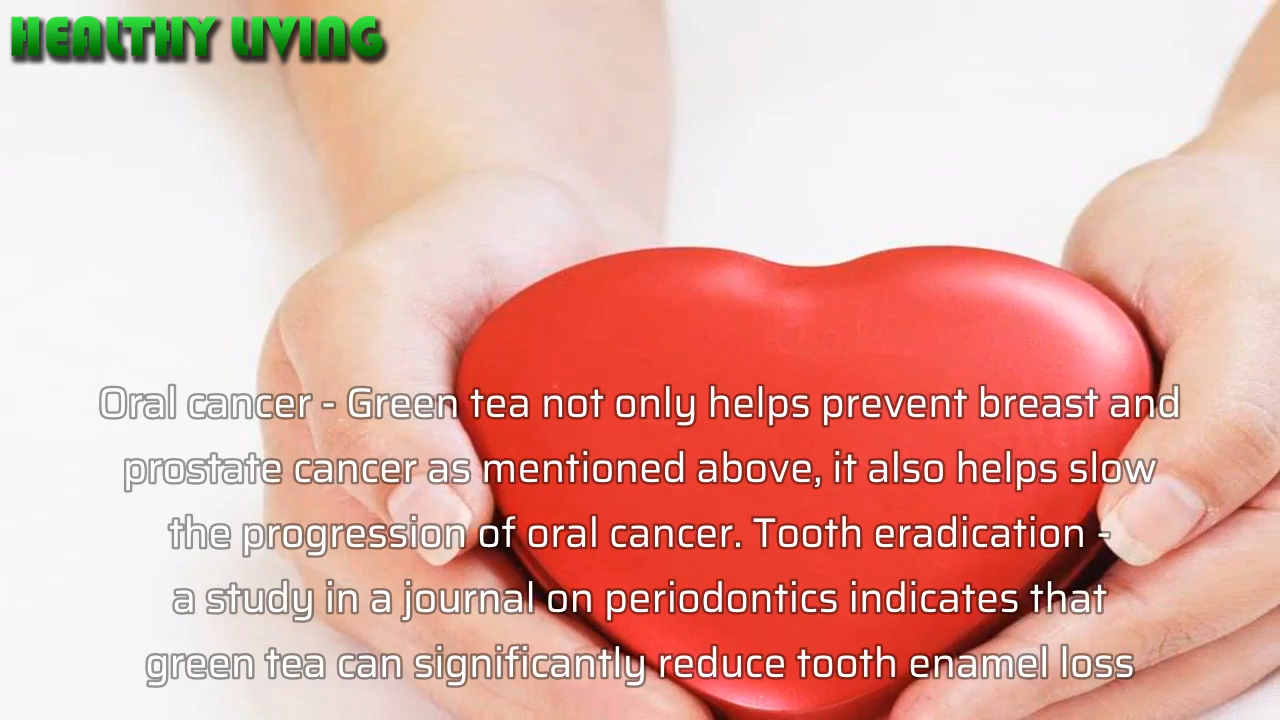 HEALTHY LIVING
Oral cancer - Green tea not only helps prevent breast and
prostate cancer as mentioned above, it also helps slow
the progression of oral cancer. Tooth eradication -
a study in a journal on periodontics indicates that
green tea can significantly reduce tooth enamel loss